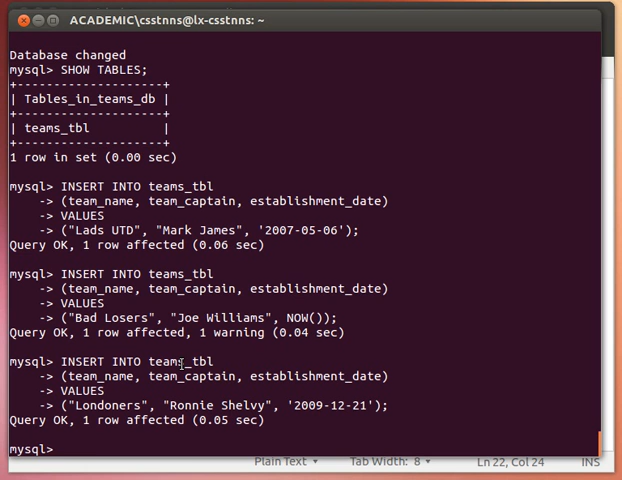 ACADEMIC\csstnns@lx-csstnns: ~
Database changed
mysql> SHOW TABLES;
+--------------------+
| Tables_in_teams_db |
+--------------------+
| teams_tbl          |
+--------------------+
1 row in set (0.00 sec)
mysql> INSERT INTO teams_tbl
    -> (team_name, team_captain, establishment_date)
    -> VALUES
    -> ("Lads UTD", "Mark James", '2007-05-06');
Query OK, 1 row affected (0.06 sec)
mysql> INSERT INTO teams_tbl
    -> (team_name, team_captain, establishment_date)
    -> VALUES
    -> ("Bad Losers", "Joe Williams", NOW());
Query OK, 1 row affected, 1 warning (0.04 sec)
mysql> INSERT INTO teams_tbl
    -> (team_name, team_captain, establishment_date)
    -> VALUES
    -> ("Londoners", "Ronnie Shelvy", '2009-12-21');
Query OK, 1 row affected (0.05 sec)
mysql>
Plain Text Tab Width: 8 Ln 22, Col 24 INS